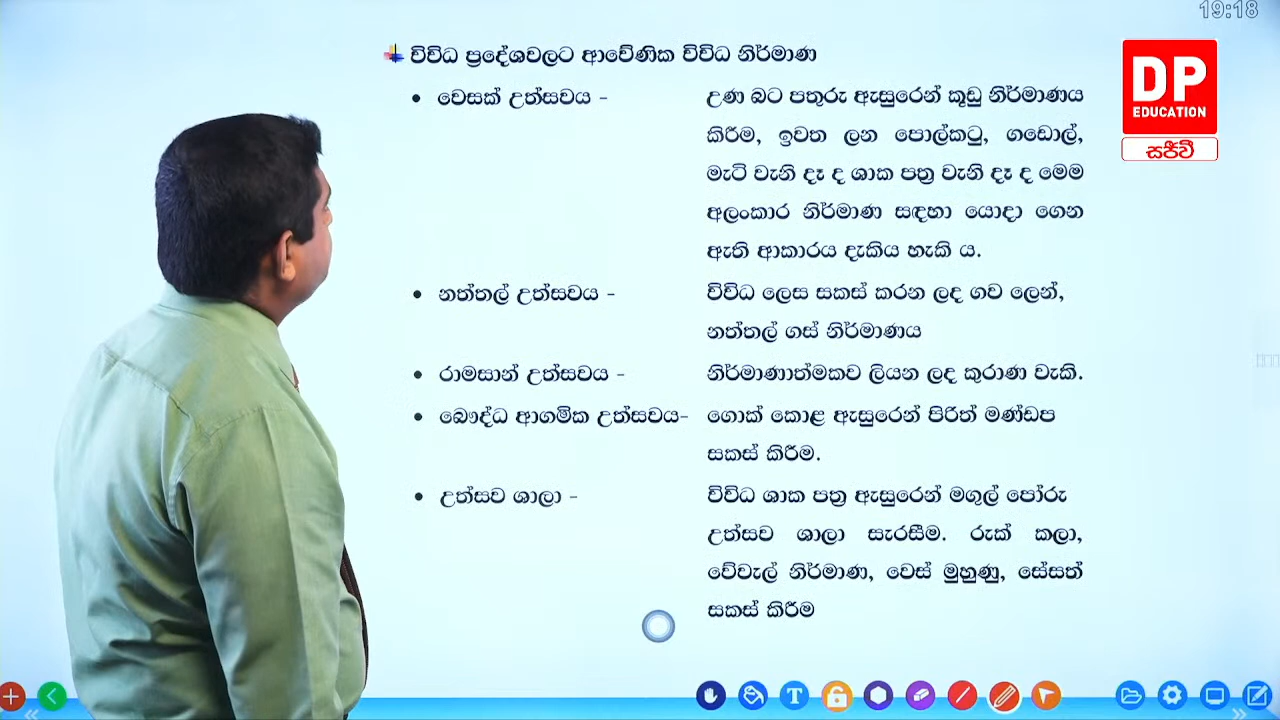 19:18
විවිධ ප්‍රදේශවලට ආවේණික විවිධ නිර්මාණ
DP
EDUCATION
සජීවී
• වෙසක් උත්සවය - උණ බට පතුරු ඇසුරෙන් කූඩු නිර්මාණය
කිරීම, ඉවත ලන පොල්කටු, ගඩොල්,
මැටි වැනි දෑ ද ශාක පත්‍ර වැනි දෑ ද මෙම
අලංකාර නිර්මාණ සඳහා යොදා ගෙන
ඇති ආකාරය දැකිය හැකි ය.
• නත්තල් උත්සවය - විවිධ ලෙස සකස් කරන ලද ගව ලෙන්,
නත්තල් ගස් නිර්මාණය
• රාමසාන් උත්සවය - නිර්මාණාත්මකව ලියන ලද කුරාණ වැකි.
• බෞද්ධ ආගමික උත්සවය- ගොක් කොළ ඇසුරෙන් පිරිත් මණ්ඩප
සකස් කිරීම.
• උත්සව ශාලා - විවිධ ශාක පත්‍ර ඇසුරෙන් මගුල් පෝරු
උත්සව ශාලා සැරසීම. රුක් කලා,
වේවැල් නිර්මාණ, වෙස් මුහුණු, සේසත්
සකස් කිරීම